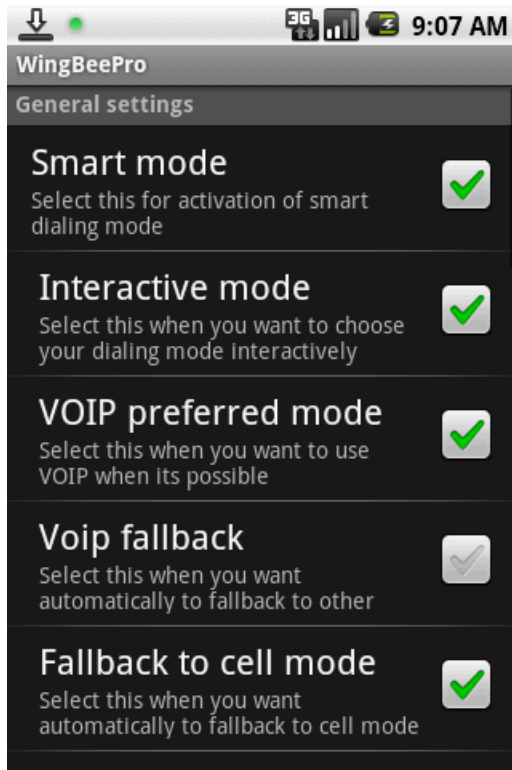 3G 9:07 AM
WingBeePro
General settings
Smart mode
Select this for activation of smart
dialing mode
Interactive mode
Select this when you want to choose
your dialing mode interactively
VOIP preferred mode
Select this when you want to use
VOIP when its possible
Voip fallback
Select this when you want
automatically to fallback to other
Fallback to cell mode
Select this when you want
automatically to fallback to cell mode